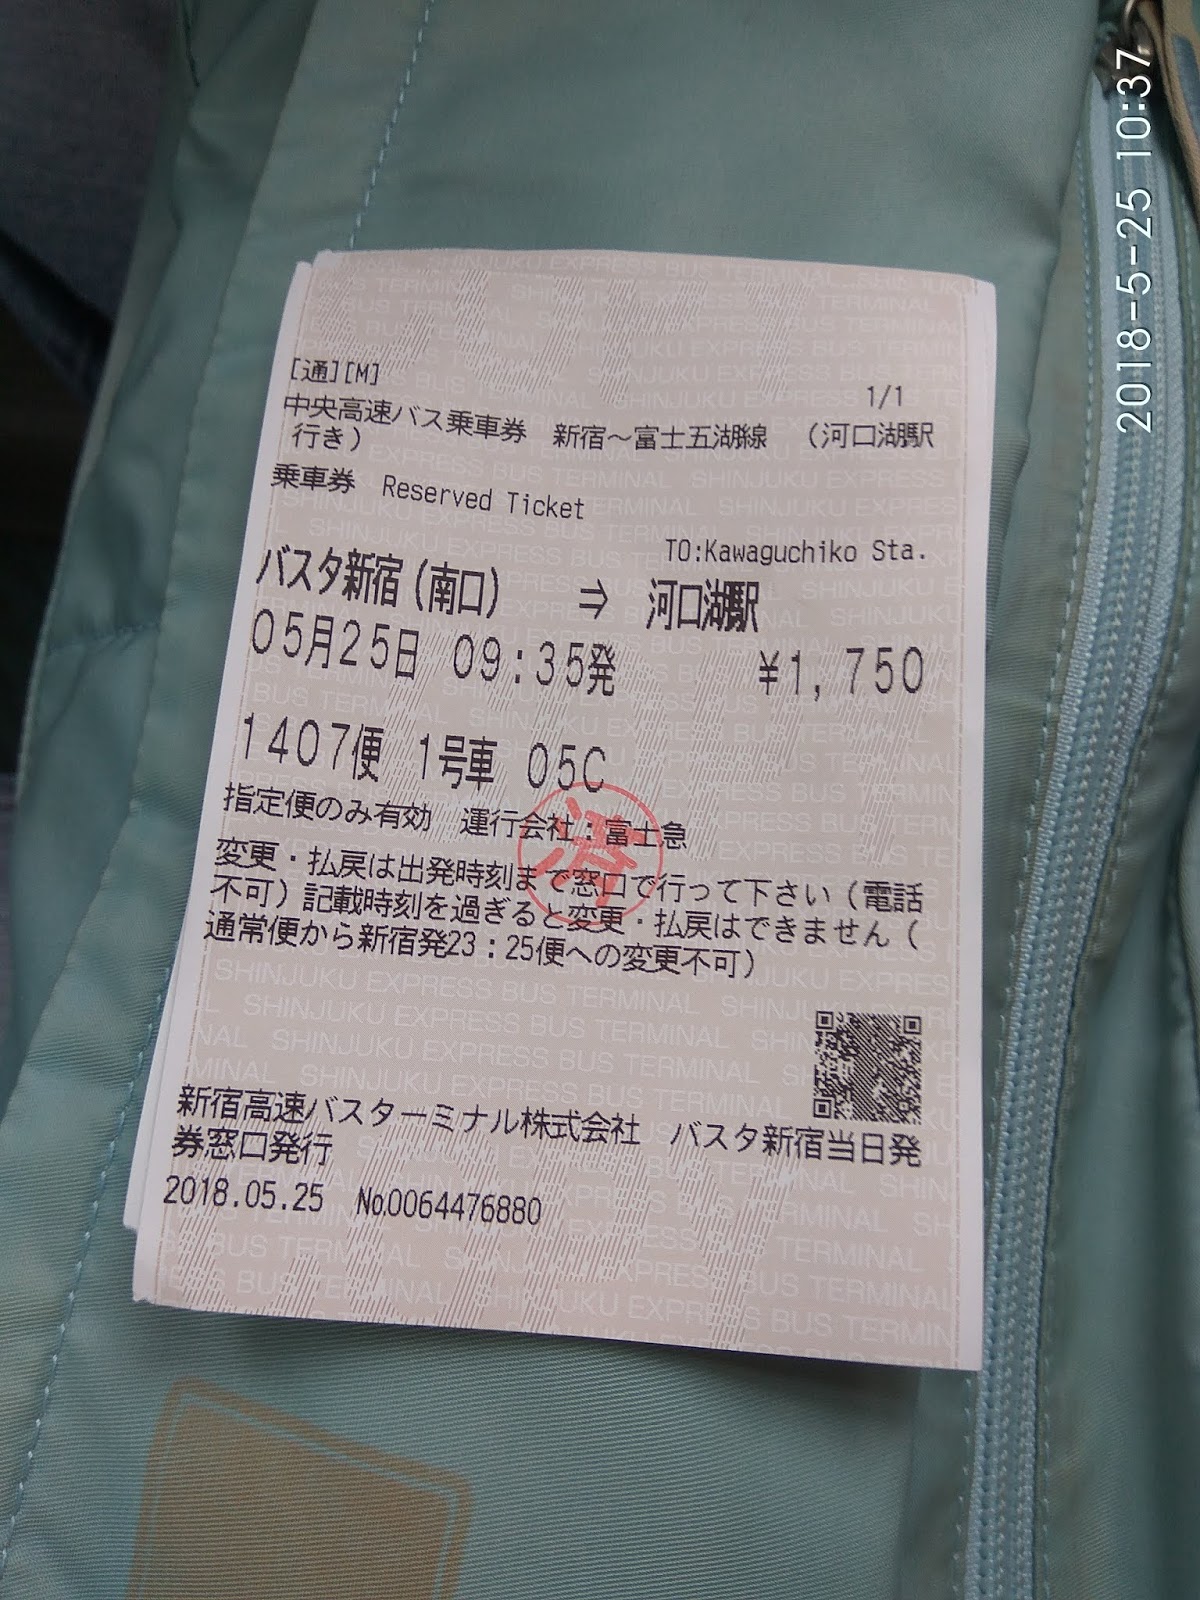 [通][M]
1/1
中央高速バス乗車券 新宿～富士五湖線 (河口湖駅
行き)
乗車券 Reserved Ticket
TO:Kawaguchiko Sta.
バスタ新宿(南口) ⇒ 河口湖駅
05月25日 09:35発 ¥1,750
1407便 1号車 05C
指定便のみ有効 運行会社：富士急
済
変更・払戻は出発時刻まで窓口で行って下さい(電話
不可)記載時刻を過ぎると変更・払戻はできません(
通常便から新宿発23：25便への変更不可)
新宿高速バスターミナル株式会社 バスタ新宿当日発
券窓口発行
2018.05.25 No.0064476880
SHINJUKU EXPRESS BUS TERMINAL
2018-5-25 10:37